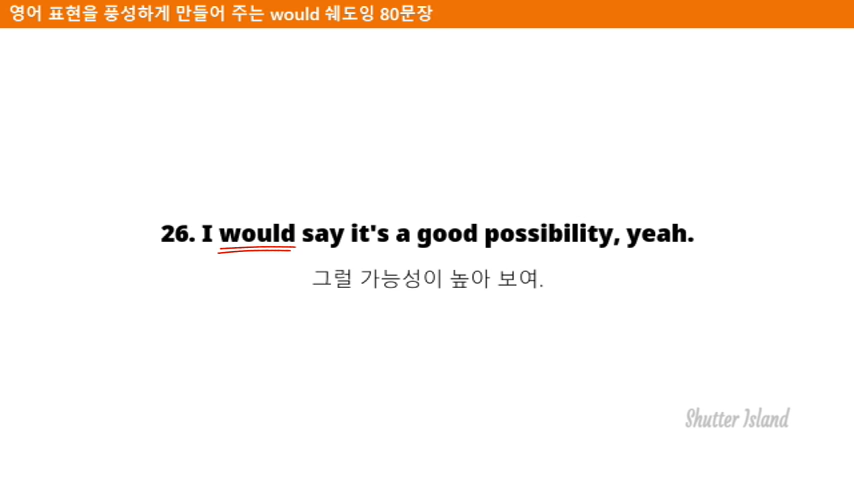 영어 표현을 풍성하게 만들어 주는 would 쉐도잉 80문장
26. I would say it's a good possibility, yeah.
그럴 가능성이 높아 보여.
Shutter Island